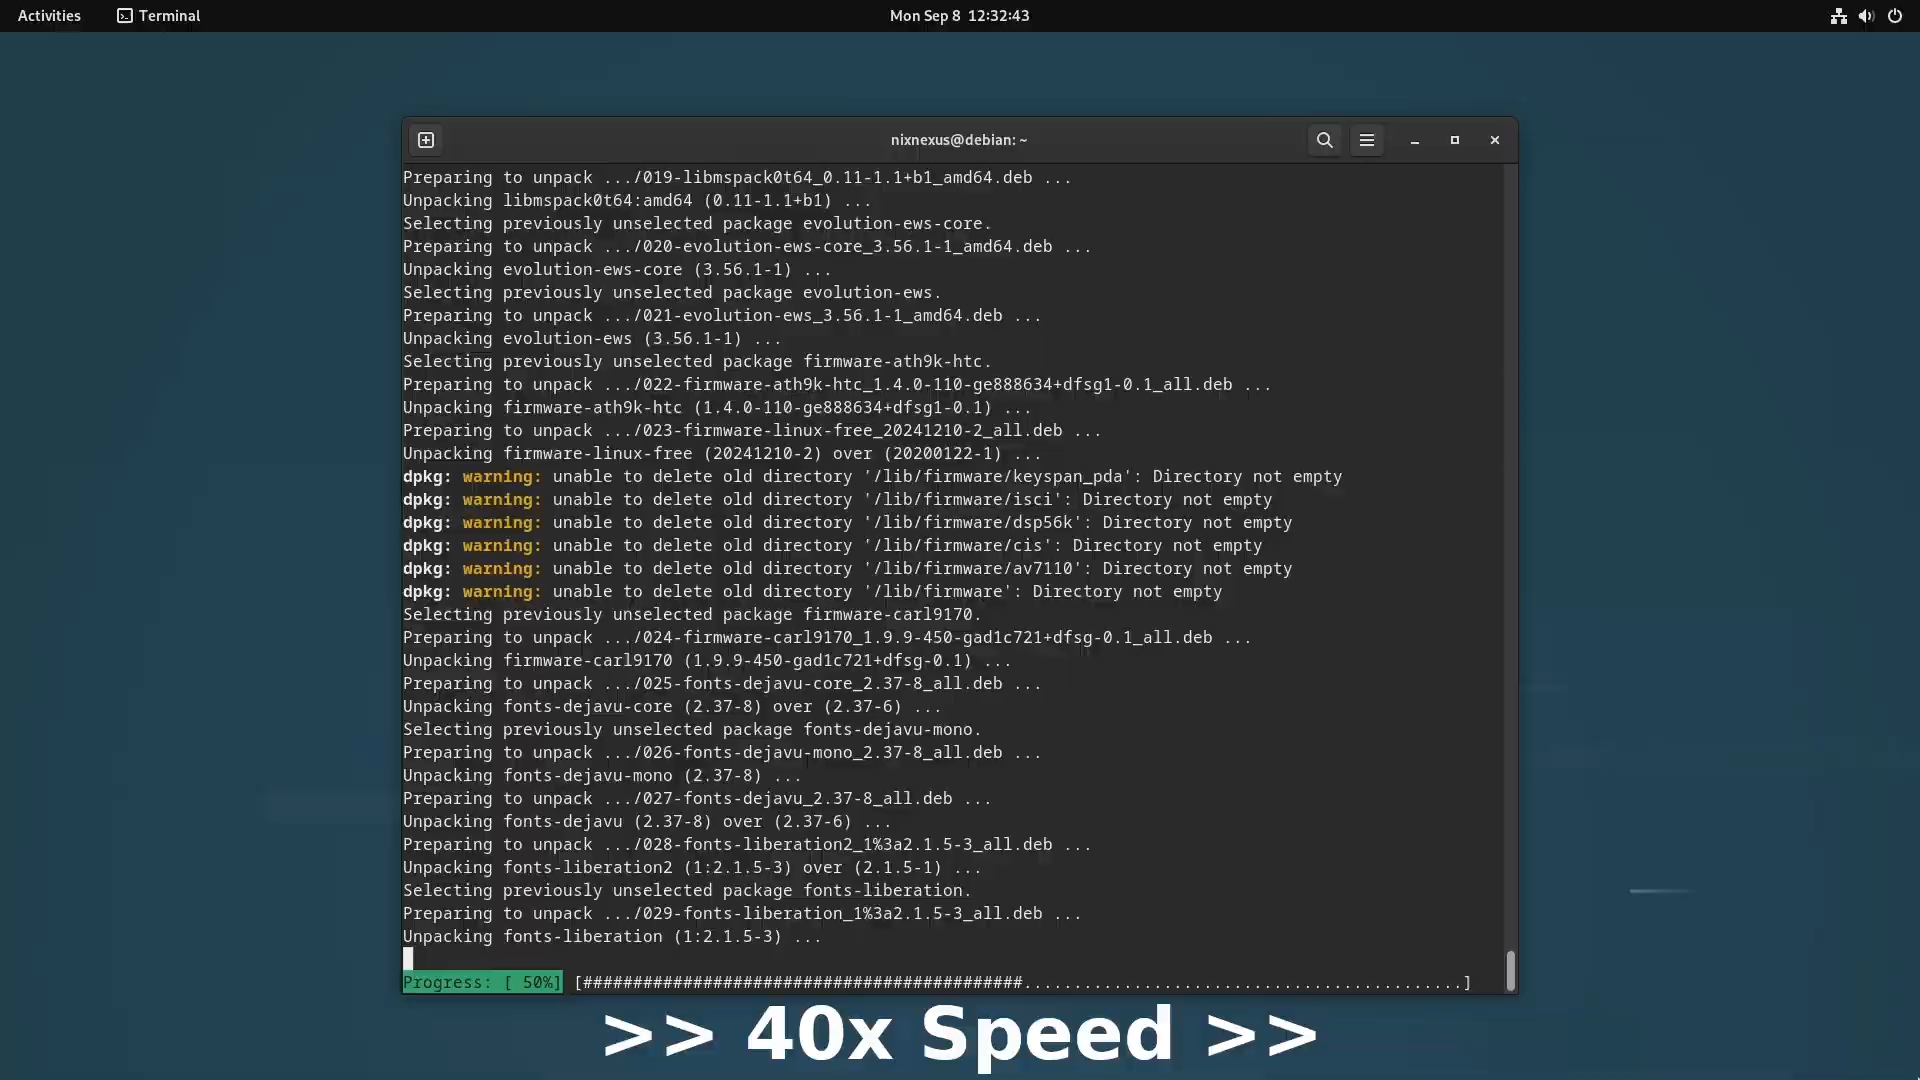 Activities
Terminal
Mon Sep 8 12:32:43
nixnexus@debian: ~
Preparing to unpack .../019-libmspack0t64_0.11-1.1+b1_amd64.deb ...
Unpacking libmspack0t64:amd64 (0.11-1.1+b1) ...
Selecting previously unselected package evolution-ews-core.
Preparing to unpack .../020-evolution-ews-core_3.56.1-1_amd64.deb ...
Unpacking evolution-ews-core (3.56.1-1) ...
Selecting previously unselected package evolution-ews.
Preparing to unpack .../021-evolution-ews_3.56.1-1_amd64.deb ...
Unpacking evolution-ews (3.56.1-1) ...
Selecting previously unselected package firmware-ath9k-htc.
Preparing to unpack .../022-firmware-ath9k-htc_1.4.0-110-ge888634+dfsg1-0.1_all.deb ...
Unpacking firmware-ath9k-htc (1.4.0-110-ge888634+dfsg1-0.1) ...
Preparing to unpack .../023-firmware-linux-free_20241210-2_all.deb ...
Unpacking firmware-linux-free (20241210-2) over (20200122-1) ...
dpkg: warning: unable to delete old directory '/lib/firmware/keyspan_pda': Directory not empty
dpkg: warning: unable to delete old directory '/lib/firmware/isci': Directory not empty
dpkg: warning: unable to delete old directory '/lib/firmware/dsp56k': Directory not empty
dpkg: warning: unable to delete old directory '/lib/firmware/cis': Directory not empty
dpkg: warning: unable to delete old directory '/lib/firmware/av7110': Directory not empty
dpkg: warning: unable to delete old directory '/lib/firmware': Directory not empty
Selecting previously unselected package firmware-carl9170.
Preparing to unpack .../024-firmware-carl9170_1.9.9-450-gad1c721+dfsg-0.1_all.deb ...
Unpacking firmware-carl9170 (1.9.9-450-gad1c721+dfsg-0.1) ...
Preparing to unpack .../025-fonts-dejavu-core_2.37-8_all.deb ...
Unpacking fonts-dejavu-core (2.37-8) over (2.37-6) ...
Selecting previously unselected package fonts-dejavu-mono.
Preparing to unpack .../026-fonts-dejavu-mono_2.37-8_all.deb ...
Unpacking fonts-dejavu-mono (2.37-8) ...
Preparing to unpack .../027-fonts-dejavu_2.37-8_all.deb ...
Unpacking fonts-dejavu (2.37-8) over (2.37-6) ...
Preparing to unpack .../028-fonts-liberation2_1%3a2.1.5-3_all.deb ...
Unpacking fonts-liberation2 (1:2.1.5-3) over (2.1.5-1) ...
Selecting previously unselected package fonts-liberation.
Preparing to unpack .../029-fonts-liberation_1%3a2.1.5-3_all.deb ...
Unpacking fonts-liberation (1:2.1.5-3) ...
Progress: [ 50%] [############################################............................................]
>> 40x Speed >>